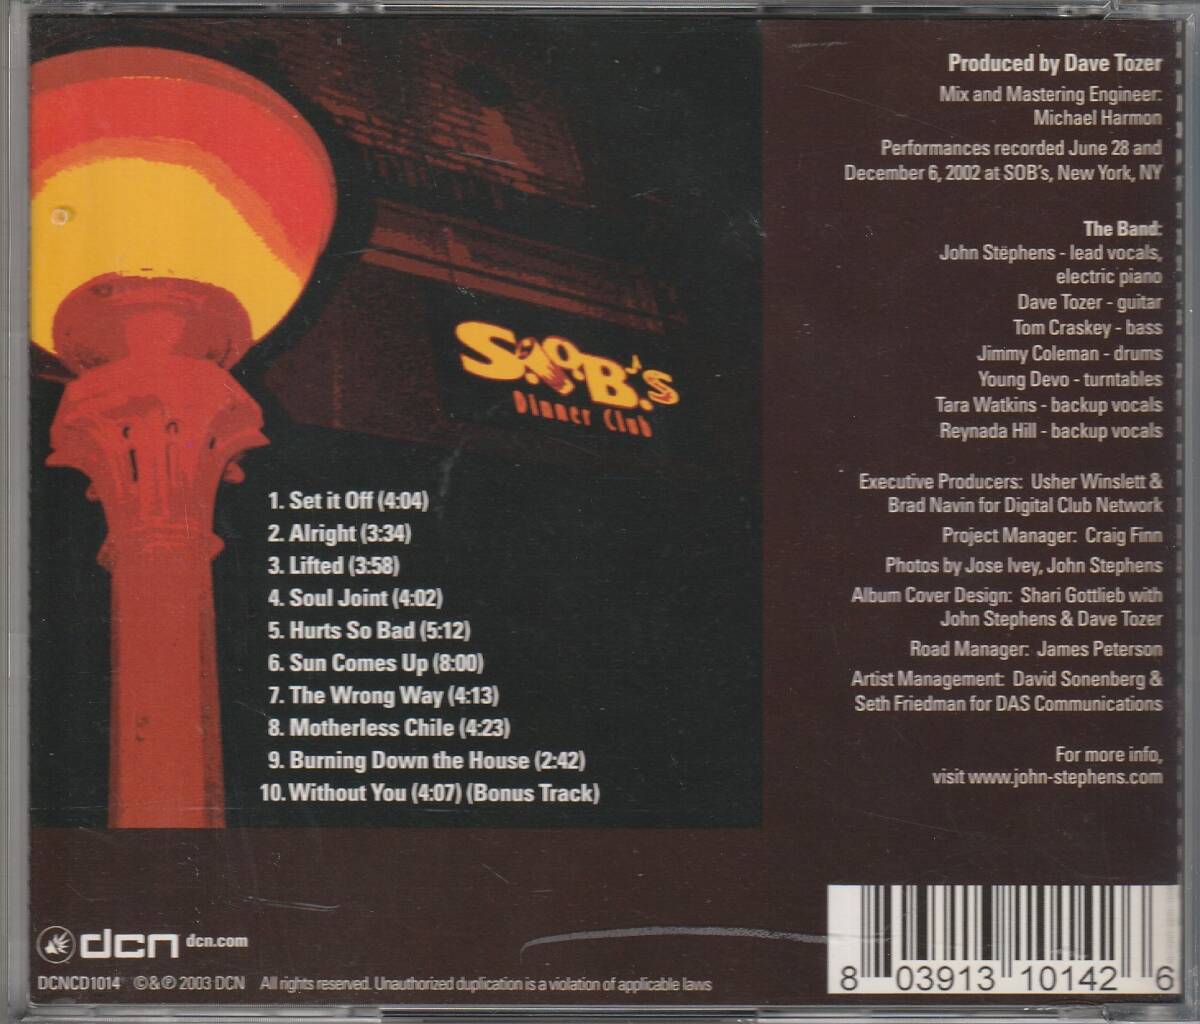 S.O.B.'s
Dinner Club
1. Set it Off (4:04)
2. Alright (3:34)
3. Lifted (3:58)
4. Soul Joint (4:02)
5. Hurts So Bad (5:12)
6. Sun Comes Up (8:00)
7. The Wrong Way (4:13)
8. Motherless Chile (4:23)
9. Burning Down the House (2:42)
10. Without You (4:07) (Bonus Track)
Produced by Dave Tozer
Mix and Mastering Engineer:
Michael Harmon
Performances recorded June 28 and
December 6, 2002 at SOB's, New York, NY
The Band:
John Stephens - lead vocals,
electric piano
Dave Tozer - guitar
Tom Craskey - bass
Jimmy Coleman - drums
Young Devo - turntables
Tara Watkins - backup vocals
Reynada Hill - backup vocals
Executive Producers: Usher Winslett &
Brad Navin for Digital Club Network
Project Manager: Craig Finn
Photos by Jose Ivey, John Stephens
Album Cover Design: Shari Gottlieb with
John Stephens & Dave Tozer
Road Manager: James Peterson
Artist Management: David Sonenberg &
Seth Friedman for DAS Communications
For more info,
visit www.john-stephens.com
dcn dcn.com
DCNCD1014 ©&℗ 2003 DCN All rights reserved. Unauthorized duplication is a violation of applicable laws
8 03913 10142 6